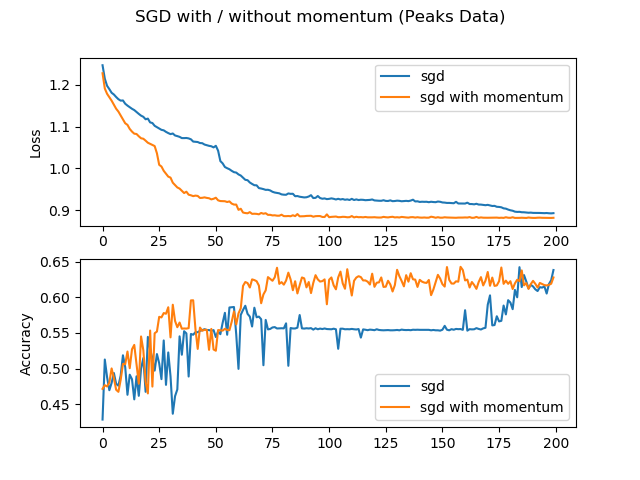 SGD with / without momentum (Peaks Data)
1.2
1.1
1.0
0.9
Loss
sgd
sgd with momentum
0 25 50 75 100 125 150 175 200
0.65
0.60
0.55
0.50
0.45
Accuracy
sgd
sgd with momentum
0 25 50 75 100 125 150 175 200